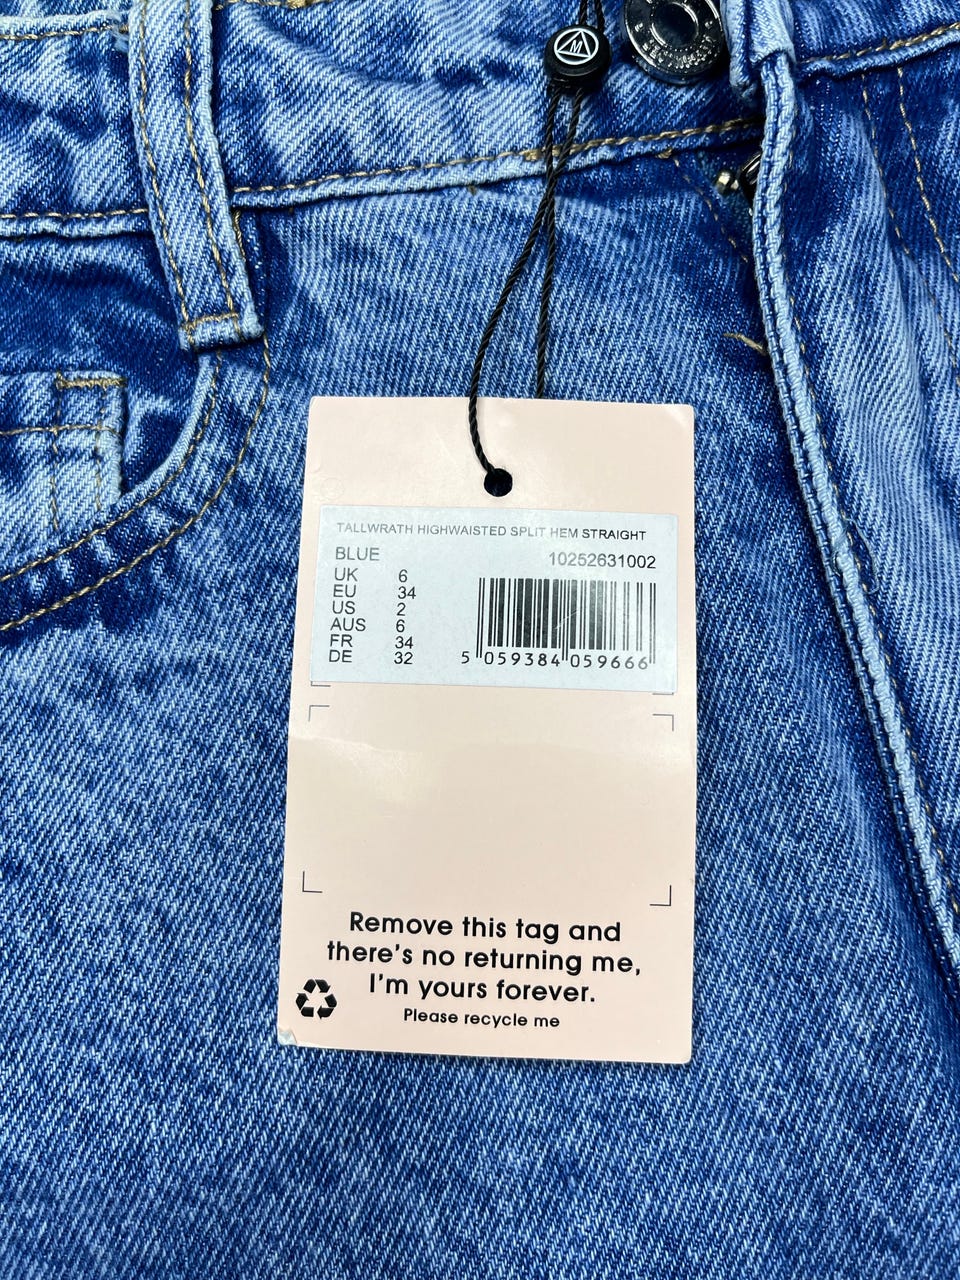 M
TALLWRATH HIGHWAISTED SPLIT HEM STRAIGHT
BLUE 10252631002
UK 6
EU 34
US 2
AUS 6
FR 34
DE 32
5 059384 059666
Remove this tag and
there's no returning me,
I'm yours forever.
Please recycle me